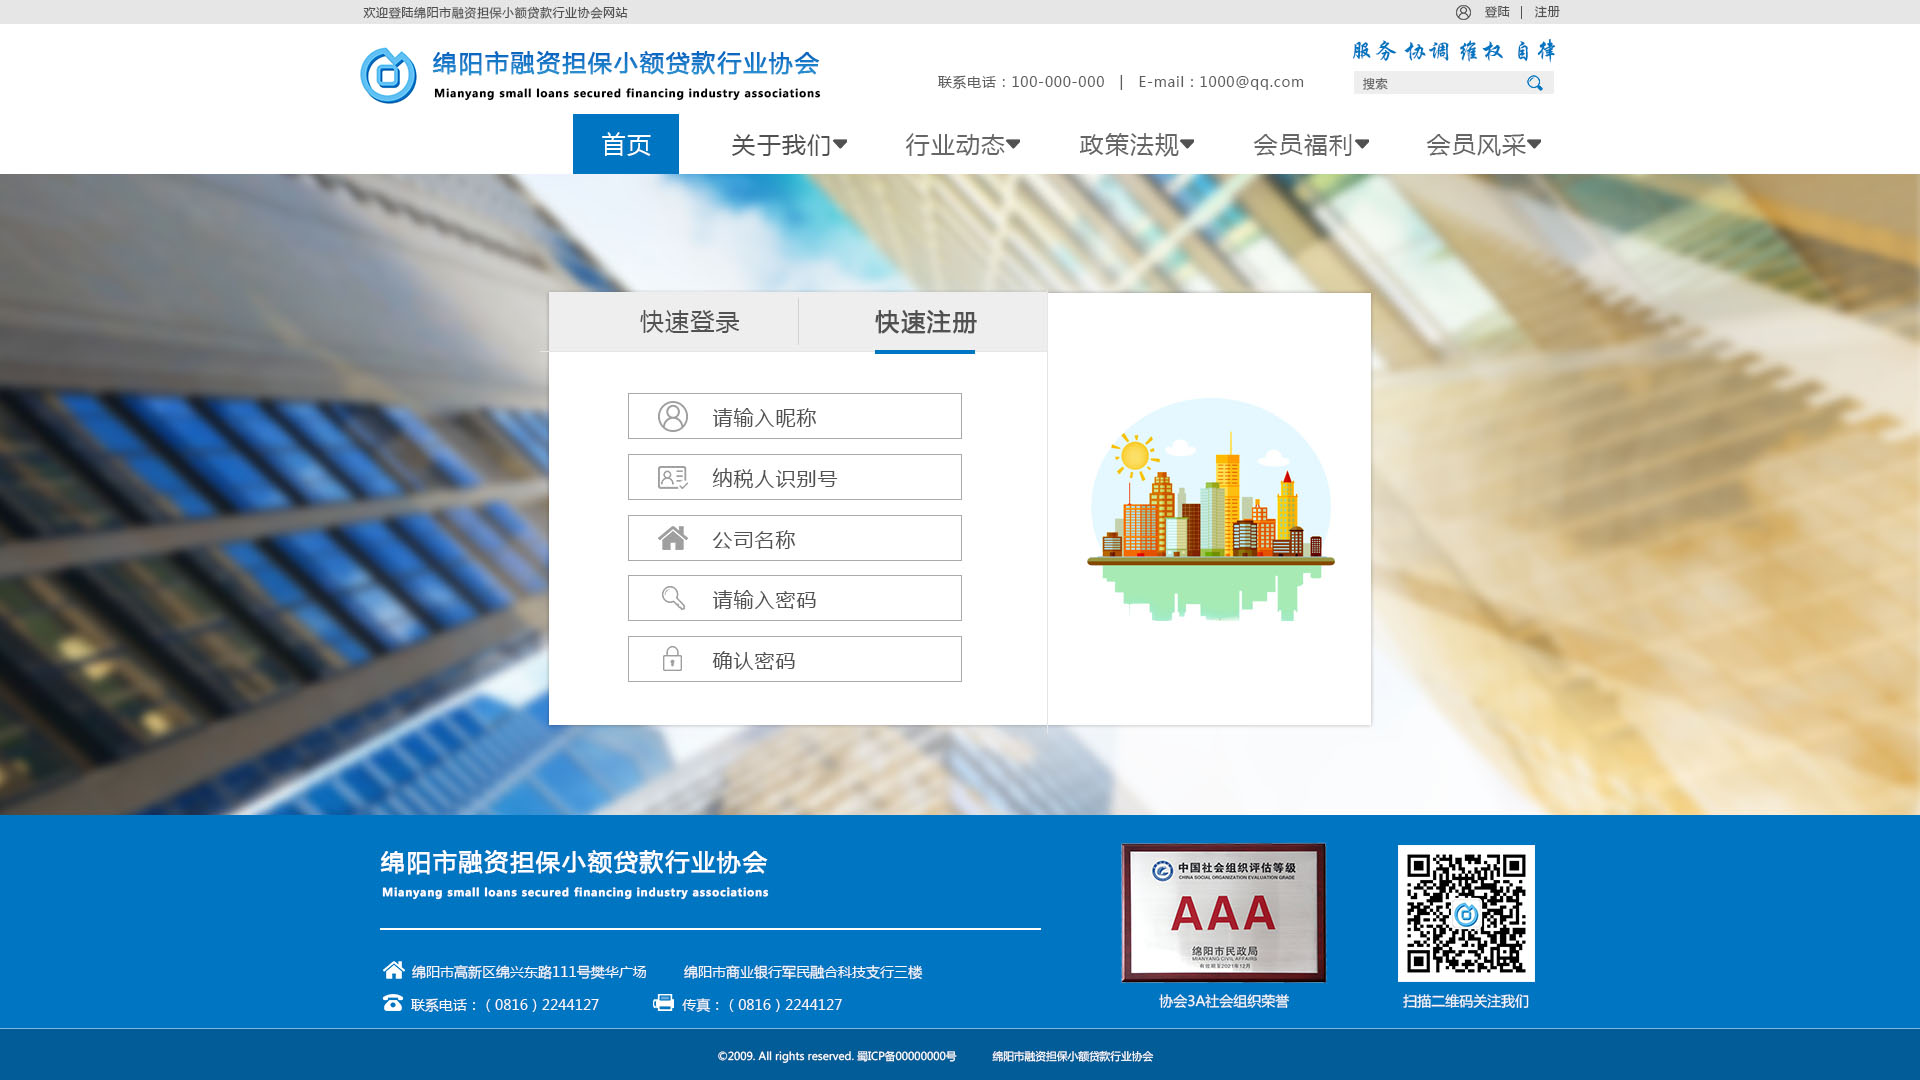 欢迎登陆绵阳市融资担保小额贷款行业协会网站
登陆 | 注册
绵阳市融资担保小额贷款行业协会
Mianyang small loans secured financing industry associations
联系电话：100-000-000 | E-mail：1000@qq.com
服务 协调 维权 自律
搜索
首页
关于我们
行业动态
政策法规
会员福利
会员风采
快速登录
快速注册
请输入昵称
纳税人识别号
公司名称
请输入密码
确认密码
绵阳市融资担保小额贷款行业协会
Mianyang small loans secured financing industry associations
绵阳市高新区绵兴东路111号樊华广场
绵阳市商业银行军民融合科技支行三楼
联系电话：（0816）2244127
传真：（0816）2244127
中国社会组织评估等级
CHINA SOCIAL ORGANIZATION EVALUATION GRADE
AAA
绵阳市民政局
MIANYANG CIVIL AFFAIRS
有效期至2021年12月
协会3A社会组织荣誉
扫描二维码关注我们
©2009. All rights reserved. 蜀ICP备00000000号
绵阳市融资担保小额贷款行业协会